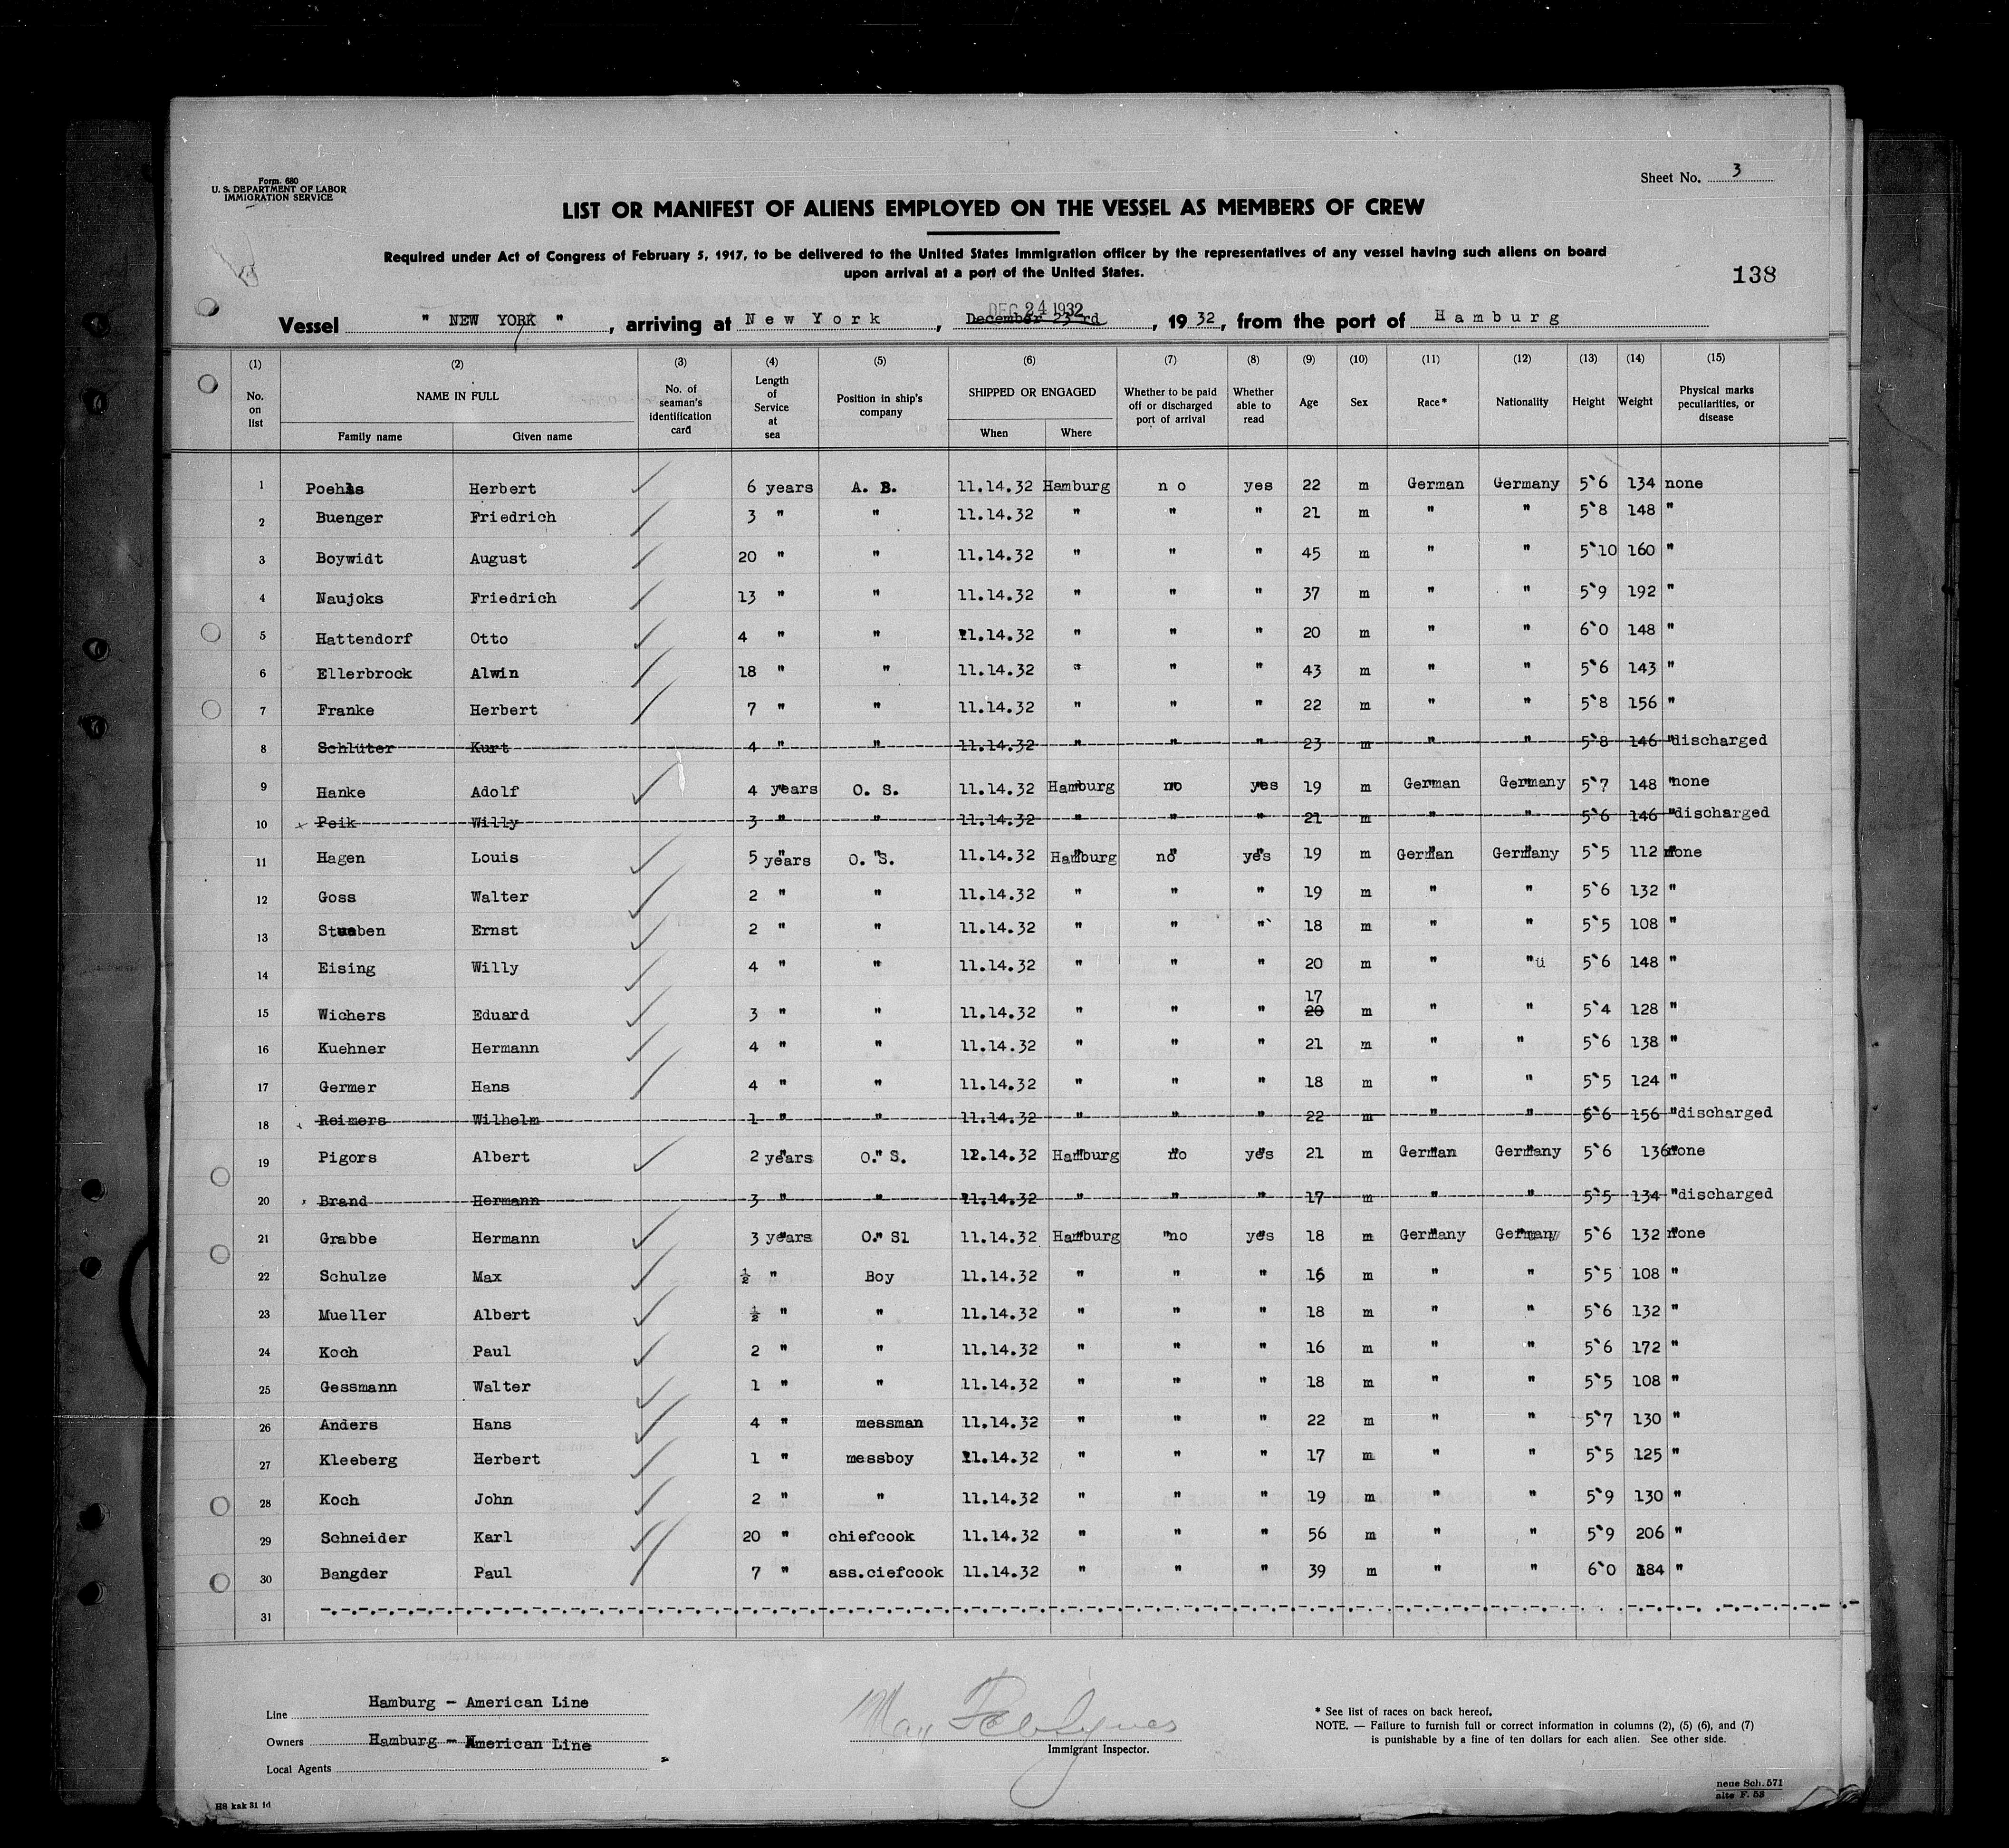 Form. 680
U. S. DEPARTMENT OF LABOR
IMMIGRATION SERVICE
Sheet No. 3
LIST OR MANIFEST OF ALIENS EMPLOYED ON THE VESSEL AS MEMBERS OF CREW
Required under Act of Congress of February 5, 1917, to be delivered to the United States Immigration officer by the representatives of any vessel having such aliens on board
upon arrival at a port of the United States.
138
DEC 24 1932
Vessel " NEW YORK " , arriving at New York , December 23rd , 19 32, from the port of Hamburg
(1) (2) (3) (4) (5) (6) (7) (8) (9) (10) (11) (12) (13) (14) (15)
No. on list NAME IN FULL Family name Given name No. of seaman's identification card Length of Service at sea Position in ship's company SHIPPED OR ENGAGED When Where Whether to be paid off or discharged port of arrival Whether able to read Age Sex Race* Nationality Height Weight Physical marks peculiarities, or disease
1 Poehls Herbert 6 years A. B. 11.14.32 Hamburg no yes 22 m German Germany 5`6 134 none
2 Buenger Friedrich 3 " " 11.14.32 " " " 21 m " " 5`8 148 "
3 Boywidt August 20 " " 11.14.32 " " " 45 m " " 5`10 160 "
4 Naujoks Friedrich 13 " " 11.14.32 " " " 37 m " " 5`9 192 "
5 Hattendorf Otto 4 " " 11.14.32 " " " 20 m " " 6`0 148 "
6 Ellerbrock Alwin 18 " " 11.14.32 " " " 43 m " " 5`6 143 "
7 Franke Herbert 7 " " 11.14.32 " " " 22 m " " 5`8 156 "
8 Schlüter Kurt 4 " " 11.14.32 " " " 23 m " " 5`8 146 " discharged
9 Hanke Adolf 4 years O. S. 11.14.32 Hamburg no yes 19 m German Germany 5`7 148 "none
10 Peik Willy 3 " " 11.14.32 " " " 21 m " " 5`6 146 "discharged
11 Hagen Louis 5 years O. S. 11.14.32 Hamburg no yes 19 m German Germany 5`5 112 none
12 Goss Walter 2 " " 11.14.32 " " " 19 m " " 5`6 132 "
13 Stueben Ernst 2 " " 11.14.32 " " " 18 m " " 5`5 108 "
14 Eising Willy 4 " " 11.14.32 " " " 20 m " "ü 5`6 148 "
17
15 Wichers Eduard 3 " " 11.14.32 " " " 20 m " " 5`4 128 "
16 Kuehner Hermann 4 " " 11.14.32 " " " 21 m " " 5`6 138 "
17 Germer Hans 4 " " 11.14.32 " " " 18 m " " 5`5 124 "
18 Reimers Wilhelm 1 " " 11.14.32 " " " 22 m " " 6`6 156 "discharged
19 Pigors Albert 2 years O. S. 11.14.32 Hamburg no yes 21 m German Germany 5`6 136 none
20 Brand Hermann 3 " " 11.14.32 " " " 17 m " " 5`5 134 "discharged
21 Grabbe Hermann 3 years O. Sl 11.14.32 Hamburg "no yes 18 m Germany Germany 5`6 132 none
22 Schulze Max ½ " Boy 11.14.32 " " " 16 m " " 5`5 108 "
23 Mueller Albert ½ " " 11.14.32 " " " 18 m " " 5`6 132 "
24 Koch Paul 2 " " 11.14.32 " " " 16 m " " 5`6 172 "
25 Gessmann Walter 1 " " 11.14.32 " " " 18 m " " 5`5 108 "
26 Anders Hans 4 " messman 11.14.32 " " " 22 m " " 5`7 130 "
27 Kleeberg Herbert 1 " messboy 11.14.32 " " " 17 m " " 5`5 125 "
28 Koch John 2 " " 11.14.32 " " " 19 m " " 5`9 130 "
29 Schneider Karl 20 " chiefcook 11.14.32 " " " 56 m " " 5`9 206 "
30 Bangder Paul 7 " ass.ciefcook 11.14.32 " " " 39 m " " 6`0 184 "
31
Line Hamburg - American Line
Owners Hamburg - American Line
Local Agents
Max
Immigrant Inspector.
* See list of races on back hereof.
NOTE. — Failure to furnish full or correct information in columns (2), (5) (6), and (7)
is punishable by a fine of ten dollars for each alien. See other side.
HS kak 31 1d
neue Sch. 571
alte F. 53